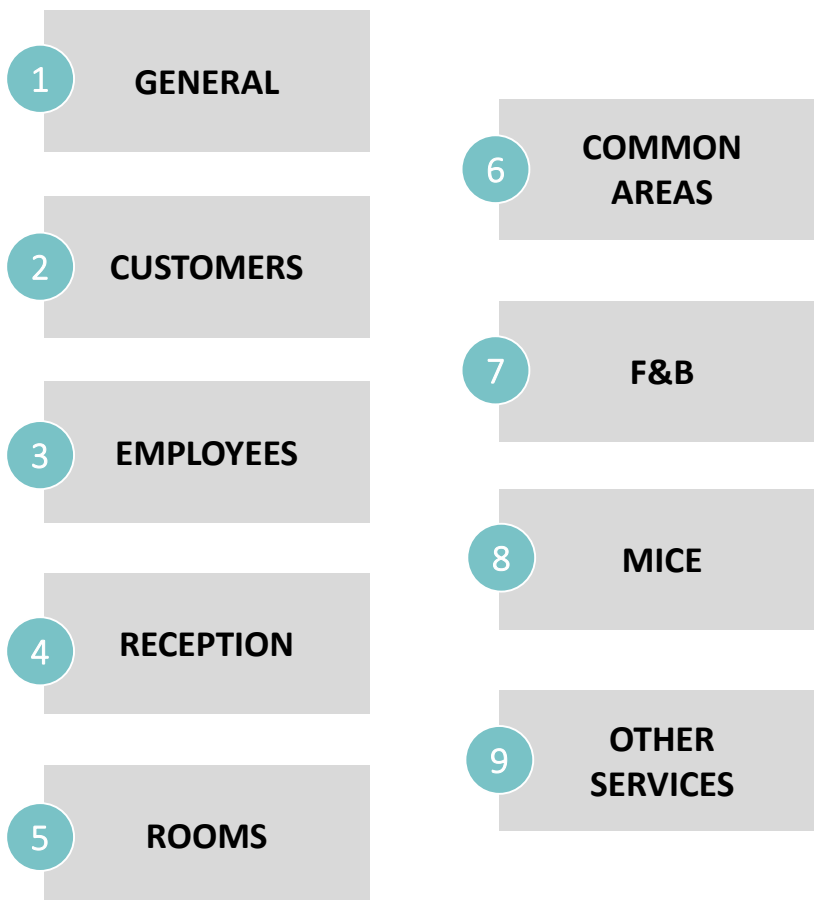 1
GENERAL
2
CUSTOMERS
3
EMPLOYEES
4
RECEPTION
5
ROOMS
6
COMMON
AREAS
7
F&B
8
MICE
9
OTHER
SERVICES